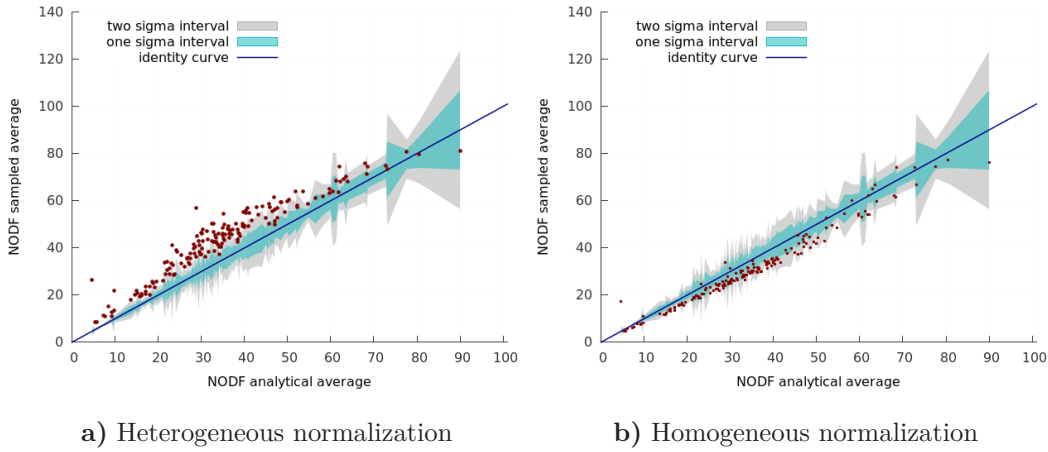 140
120
100
80
60
40
20
0
NODF sampled average
two sigma interval
one sigma interval
identity curve
0 10 20 30 40 50 60 70 80 90 100
NODF analytical average
a) Heterogeneous normalization
140
120
100
80
60
40
20
0
NODF sampled average
two sigma interval
one sigma interval
identity curve
0 10 20 30 40 50 60 70 80 90 100
NODF analytical average
b) Homogeneous normalization